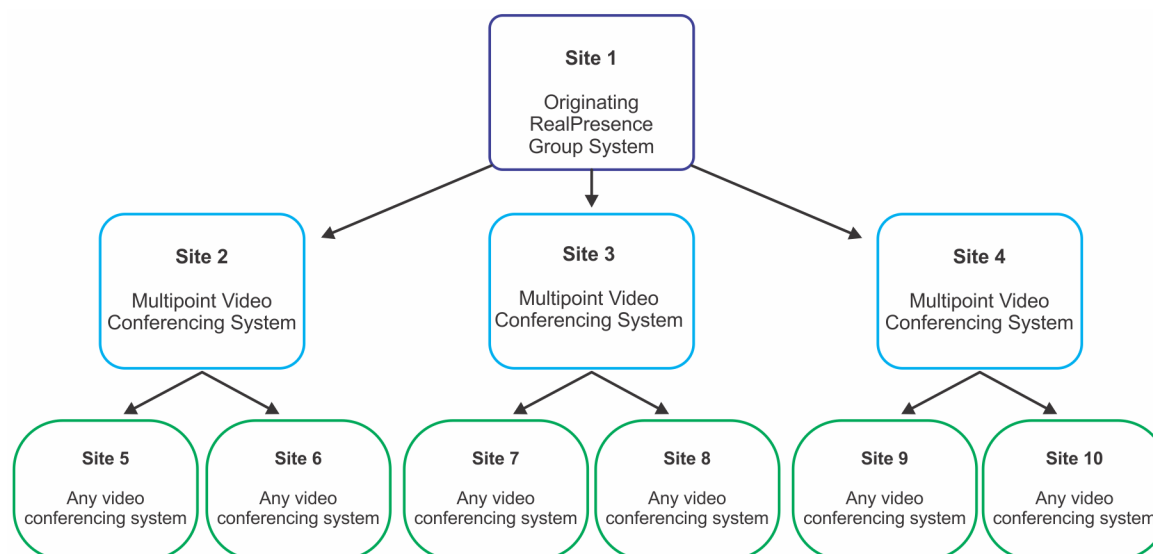 Site 1
Originating
RealPresence
Group System
Site 2
Multipoint Video
Conferencing System
Site 3
Multipoint Video
Conferencing System
Site 4
Multipoint Video
Conferencing System
Site 5
Any video
conferencing system
Site 6
Any video
conferencing system
Site 7
Any video
conferencing system
Site 8
Any video
conferencing system
Site 9
Any video
conferencing system
Site 10
Any video
conferencing system